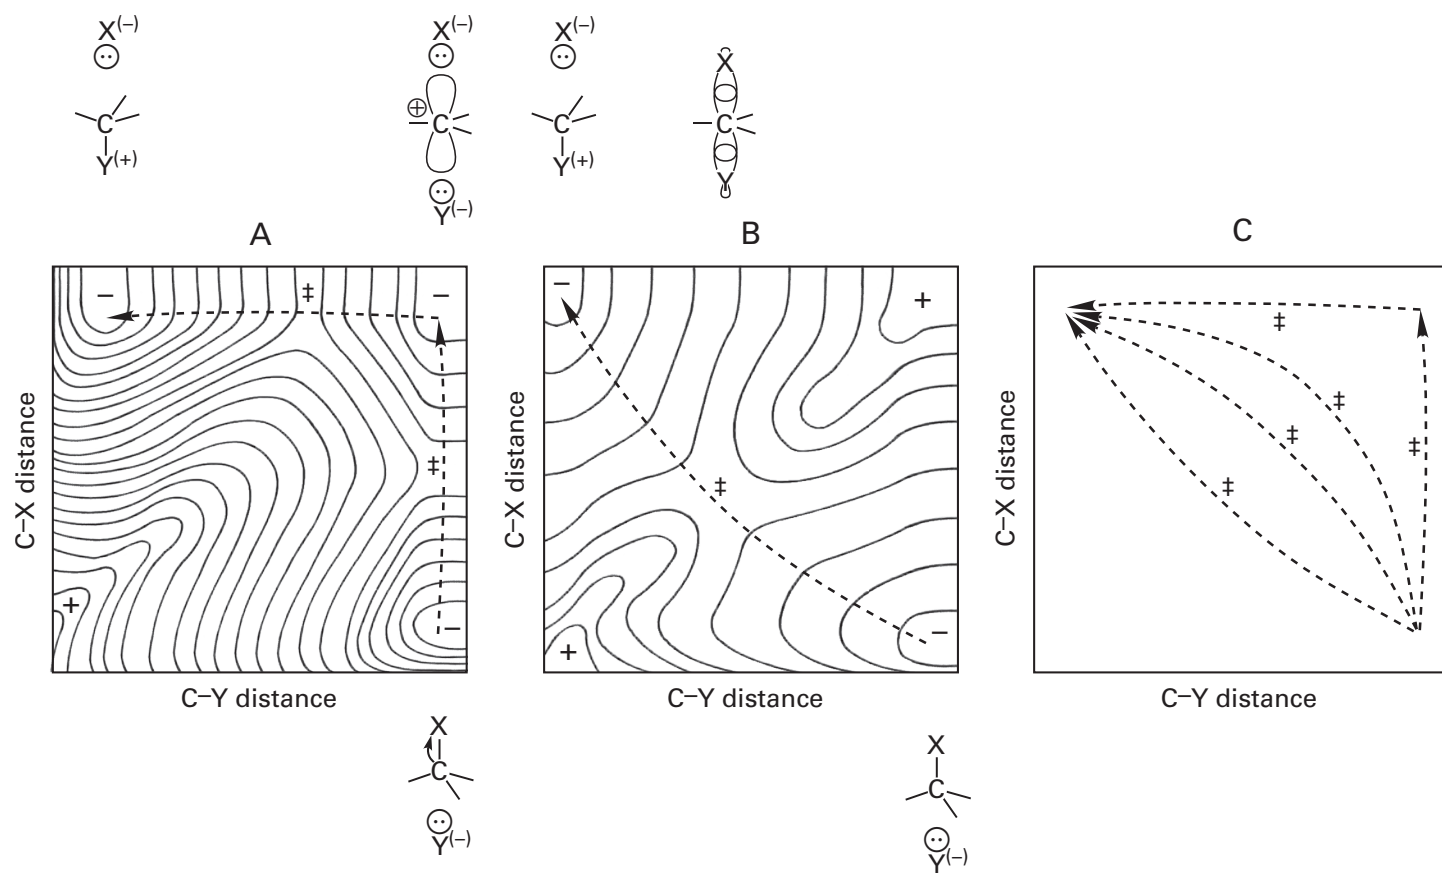 X(–) X(–) X(–) X
⊕
C C C C
Y(+) Y(–) Y(+) Y
A B C
– ‡ – – + ‡
‡ ‡
‡ ‡
‡ ‡ ‡
+ – + –
C–X distance C–X distance C–X distance
C–Y distance C–Y distance C–Y distance
X X
C C
Y(–) Y(–)